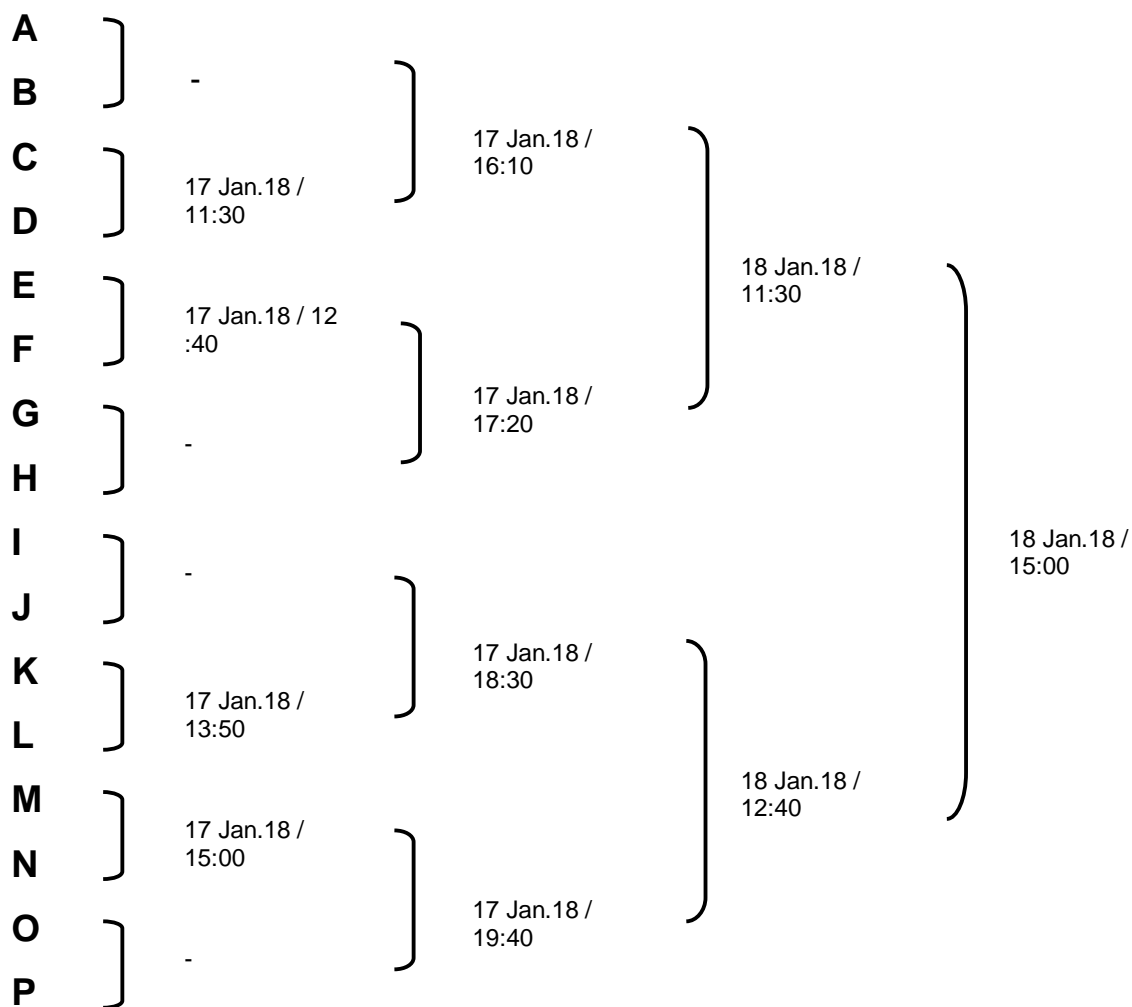 A
B
-
C
D
17 Jan.18 /
11:30
17 Jan.18 /
16:10
E
F
17 Jan.18 / 12
:40
G
H
-
17 Jan.18 /
17:20
18 Jan.18 /
11:30
I
J
-
K
L
17 Jan.18 /
13:50
17 Jan.18 /
18:30
M
N
17 Jan.18 /
15:00
O
P
-
17 Jan.18 /
19:40
18 Jan.18 /
12:40
18 Jan.18 /
15:00